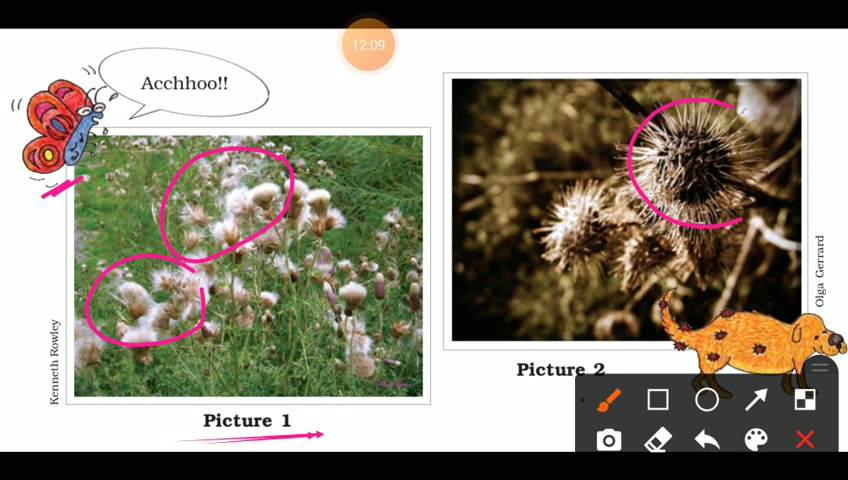 12:09
Acchhoo!!
Kenneth Rowley
Picture 1
Olga Gerrard
Picture 2